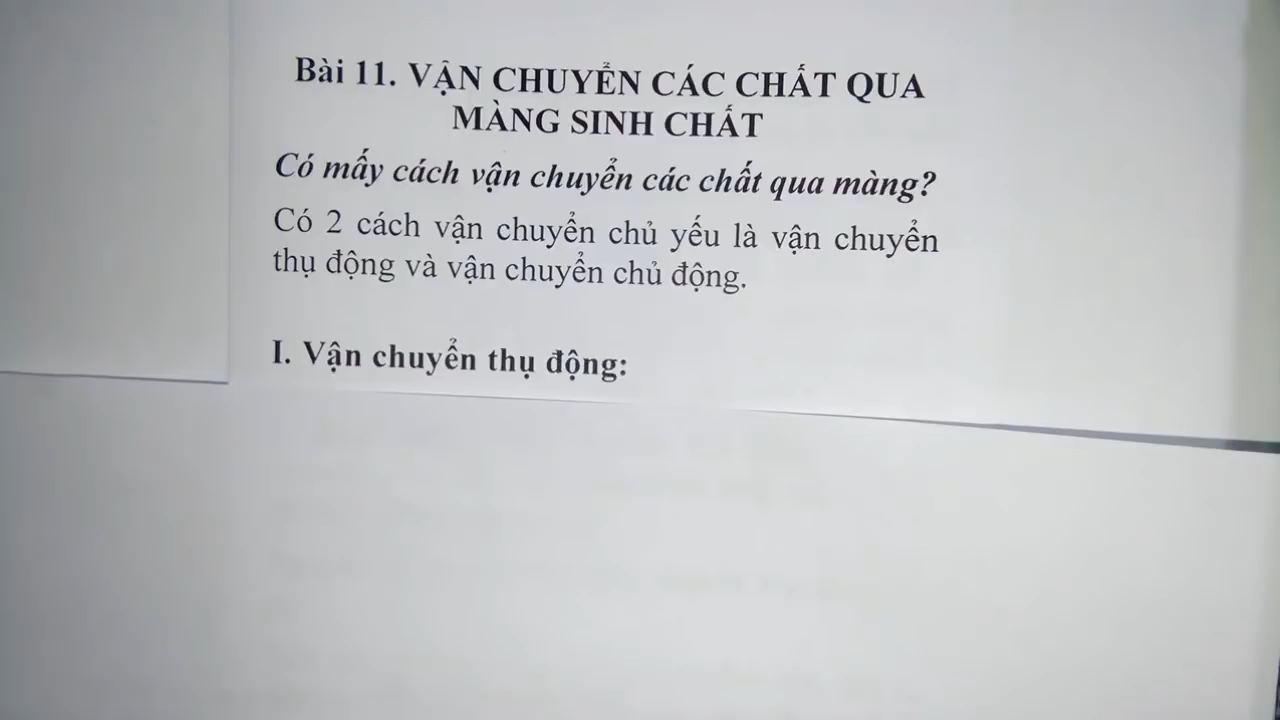 Bài 11. VẬN CHUYỂN CÁC CHẤT QUA
MÀNG SINH CHẤT
Có mấy cách vận chuyển các chất qua màng?
Có 2 cách vận chuyển chủ yếu là vận chuyển
thụ động và vận chuyển chủ động.
I. Vận chuyển thụ động: